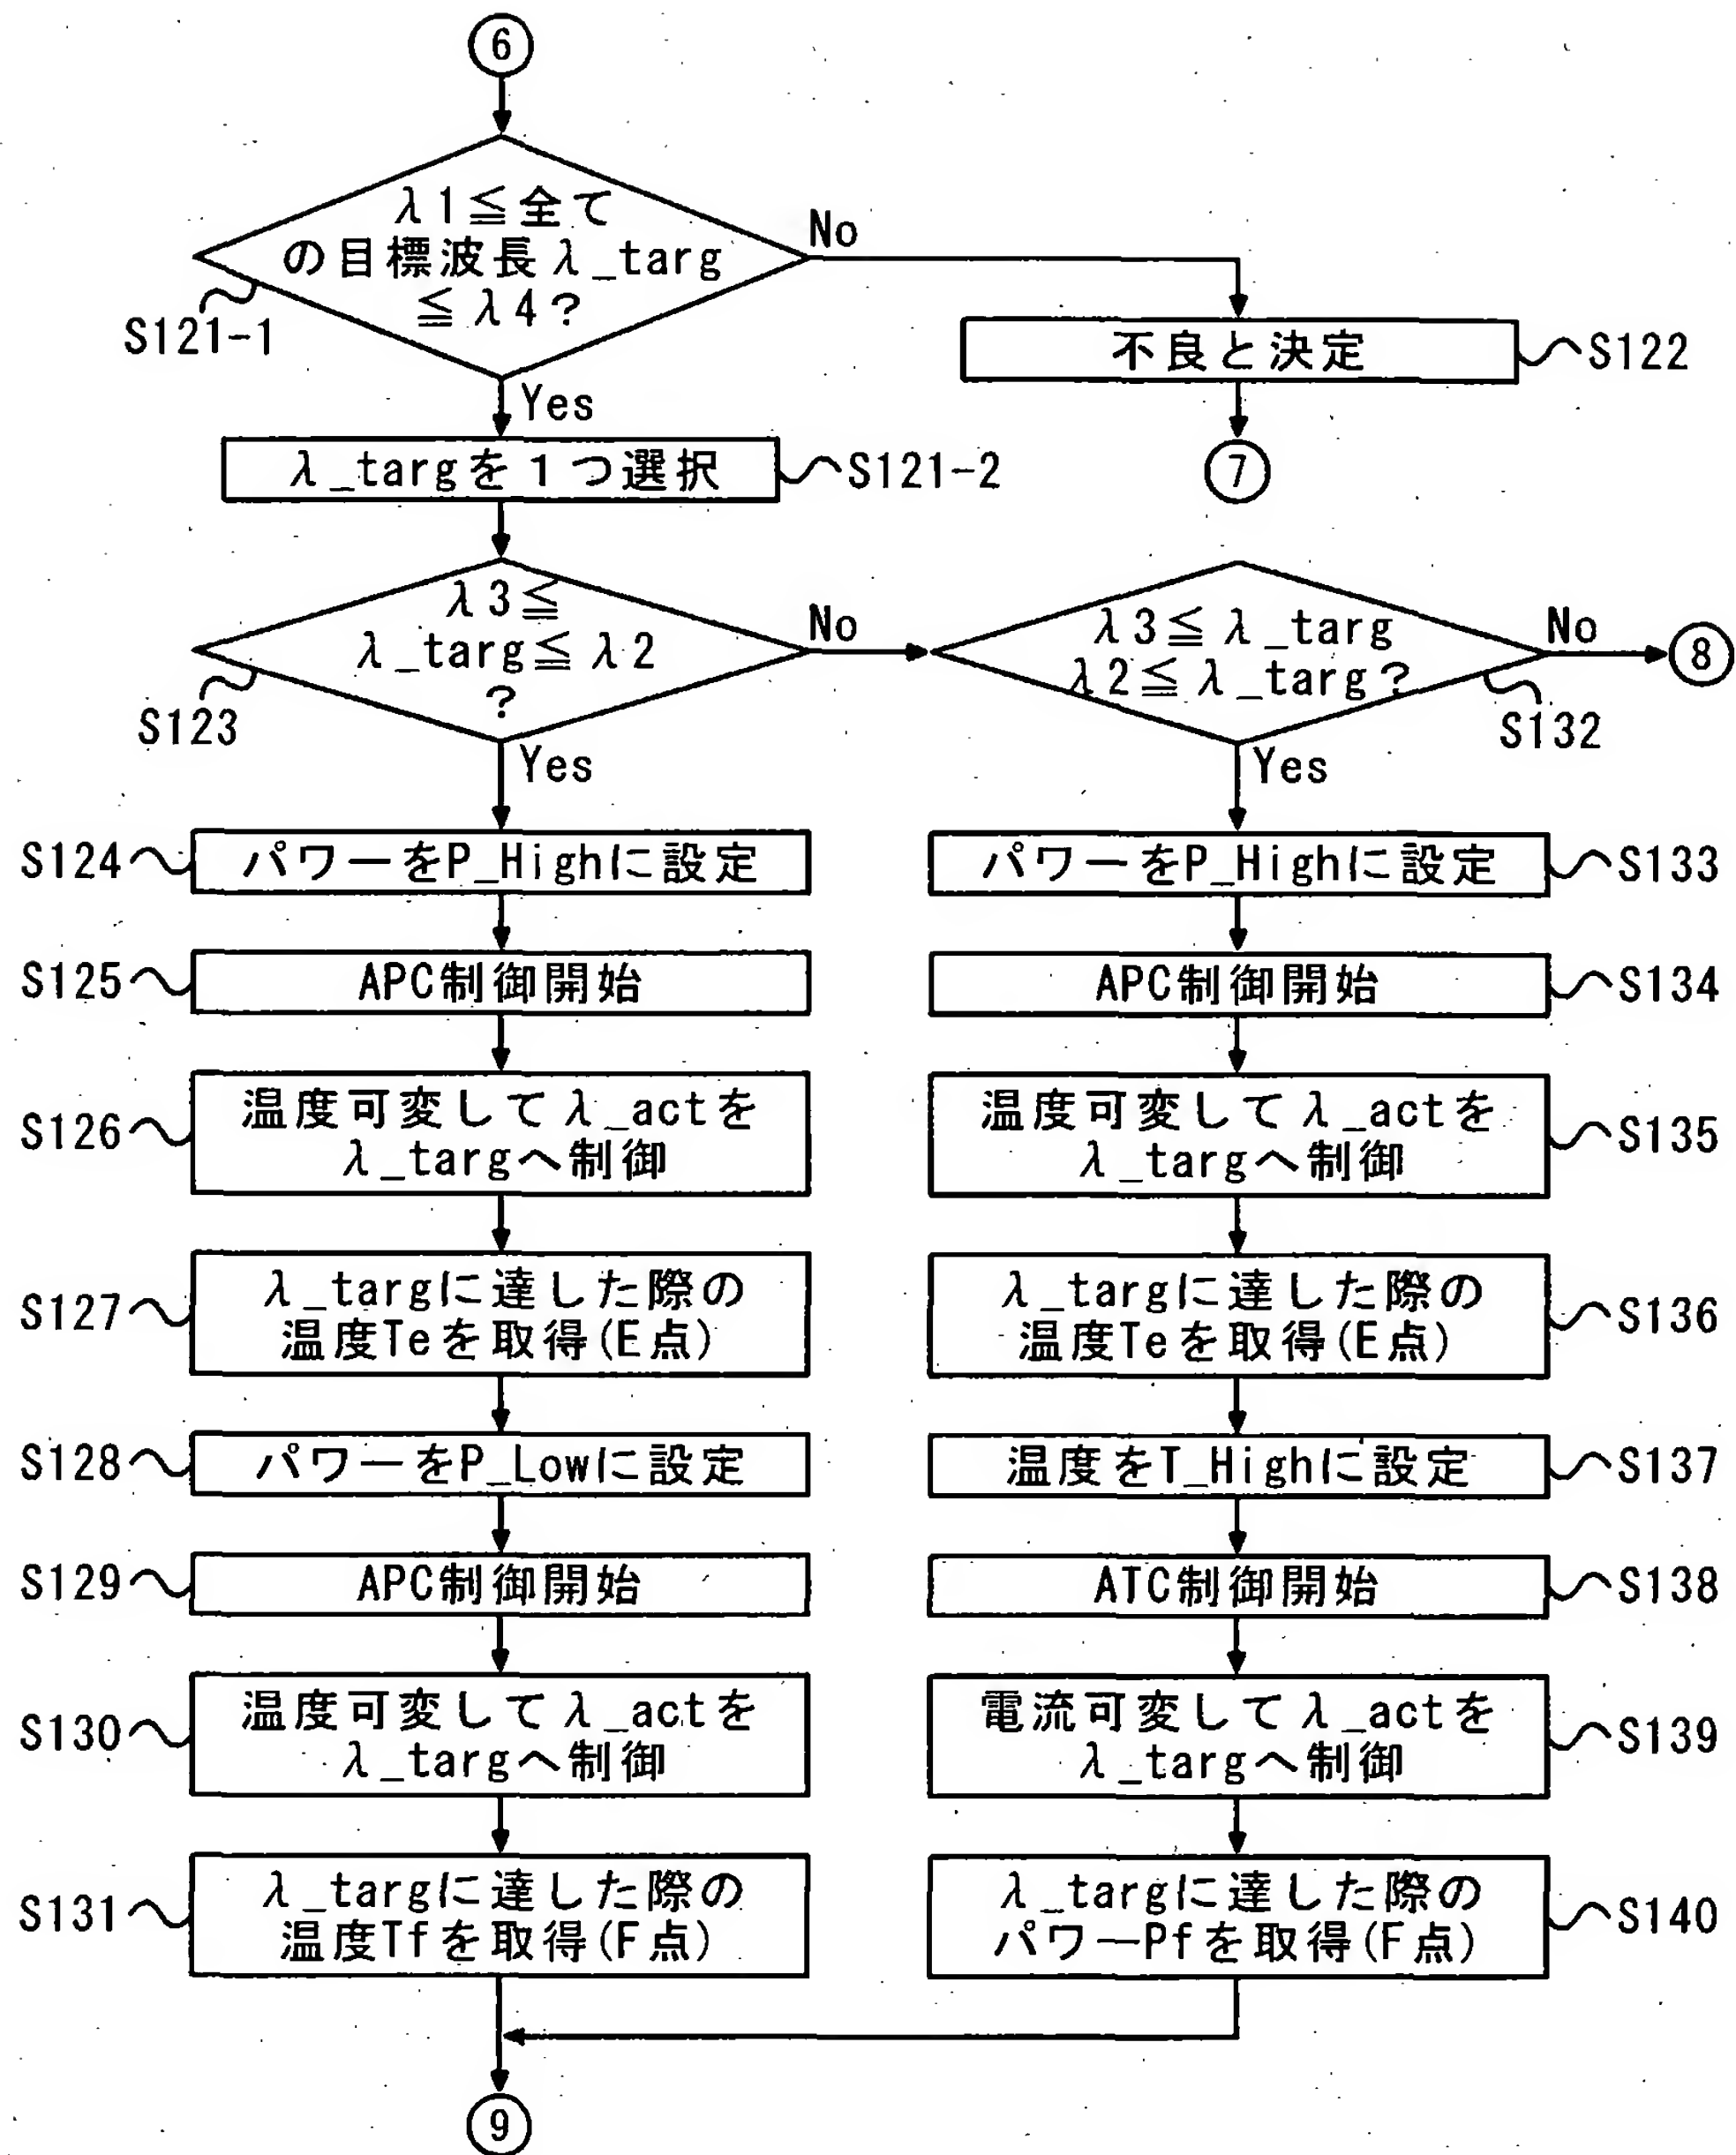 6
λ1≦全て
の目標波長λ_targ
≦λ4?
No
S121-1
不良と決定
S122
Yes
7
λ_targを1つ選択
S121-2
λ3≦
λ_targ≦λ2
?
No
S123
Yes
λ3≦λ_targ
λ2≦λ_targ?
No
8
S132
Yes
S124
パワーをP_Highに設定
S125
APC制御開始
S126
温度可変してλ_actを
λ_targへ制御
S127
λ_targに達した際の
温度Teを取得(E点)
S128
パワーをP_Lowに設定
S129
APC制御開始
S130
温度可変してλ_actを
λ_targへ制御
S131
λ_targに達した際の
温度Tfを取得(F点)
パワーをP_Highに設定
S133
APC制御開始
S134
温度可変してλ_actを
λ_targへ制御
S135
λ_targに達した際の
温度Teを取得(E点)
S136
温度をT_Highに設定
S137
ATC制御開始
S138
電流可変してλ_actを
λ_targへ制御
S139
λ_targに達した際の
パワーPfを取得(F点)
S140
9